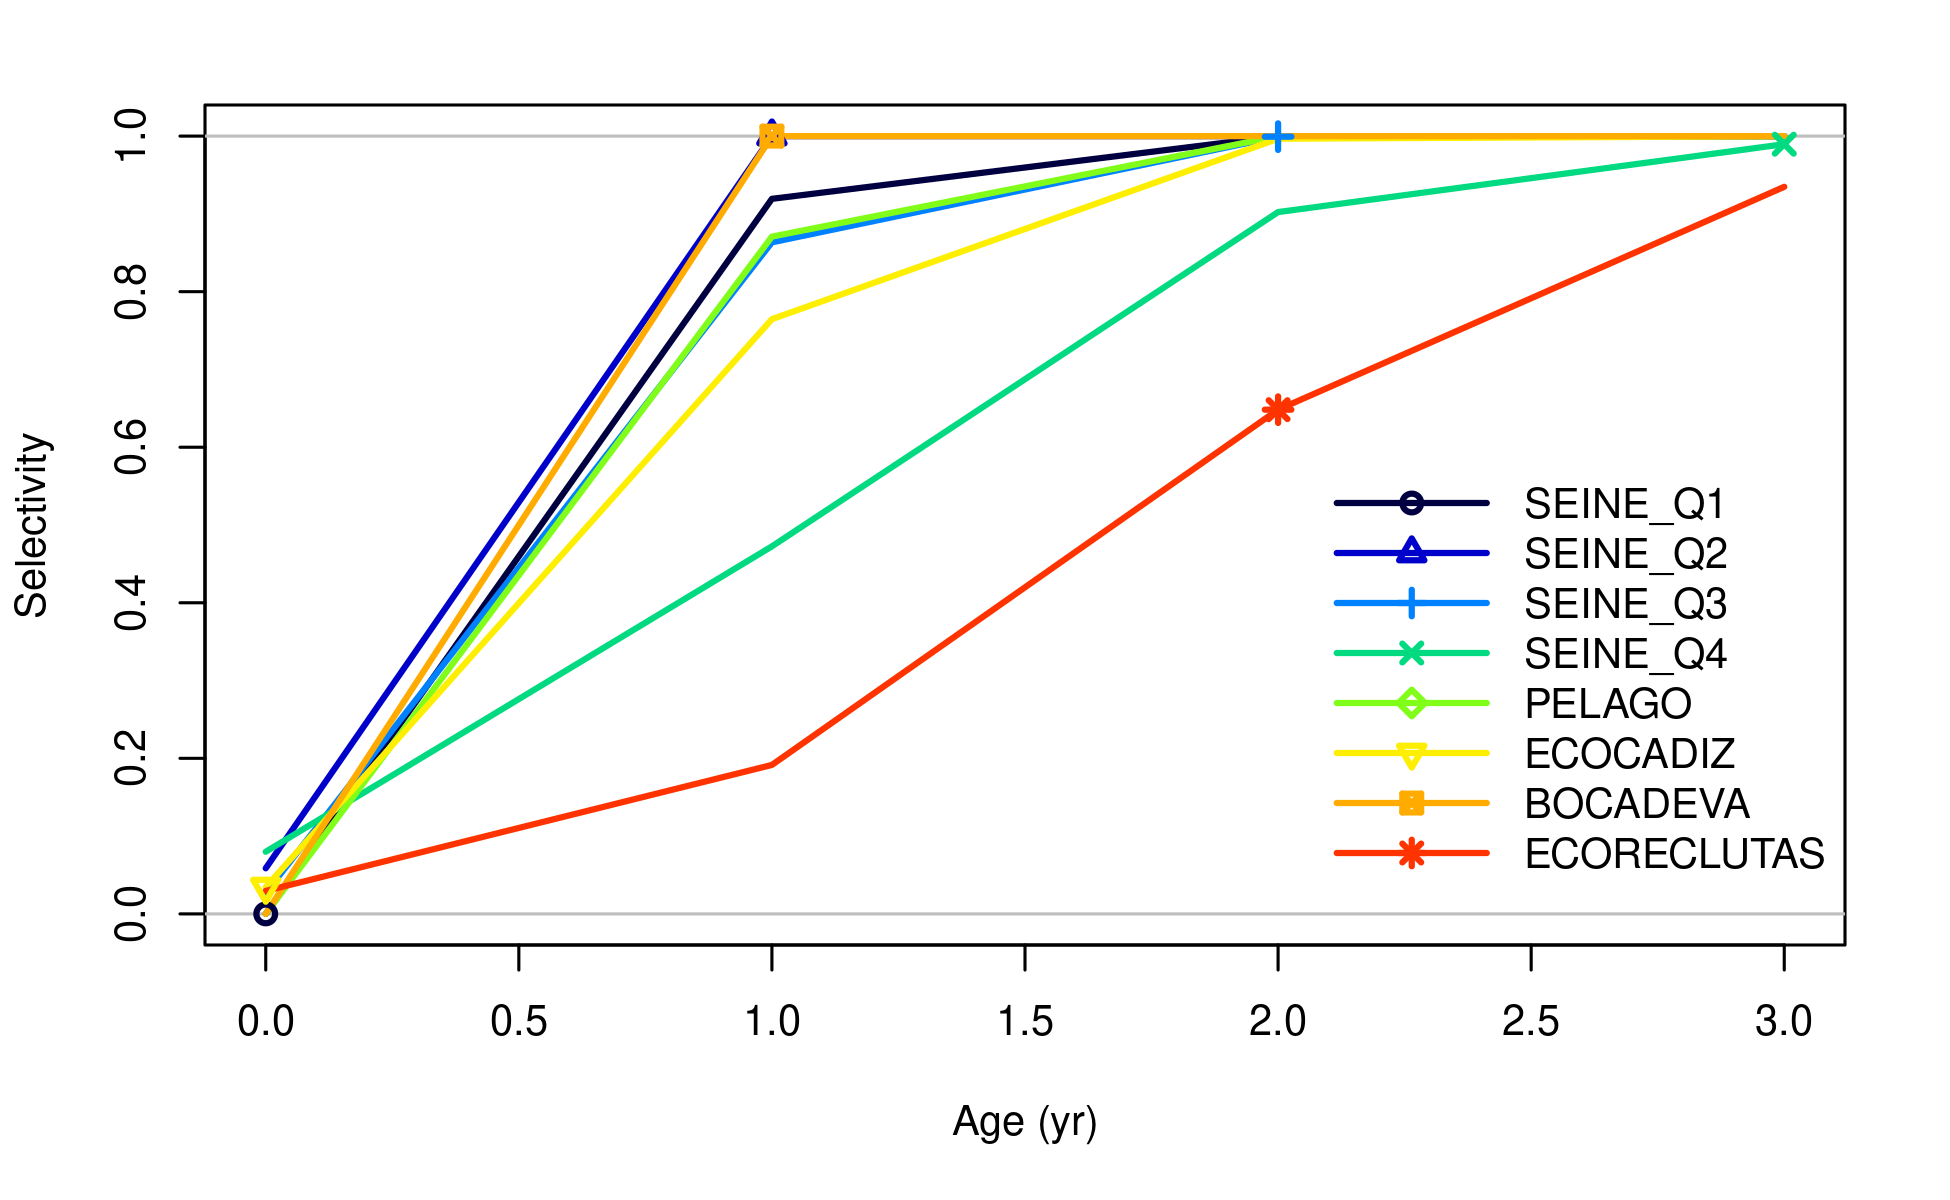 1.0
0.8
0.6
0.4
0.2
0.0
Selectivity
SEINE_Q1
SEINE_Q2
SEINE_Q3
SEINE_Q4
PELAGO
ECOCADIZ
BOCADEVA
ECORECLUTAS
0.0 0.5 1.0 1.5 2.0 2.5 3.0
Age (yr)